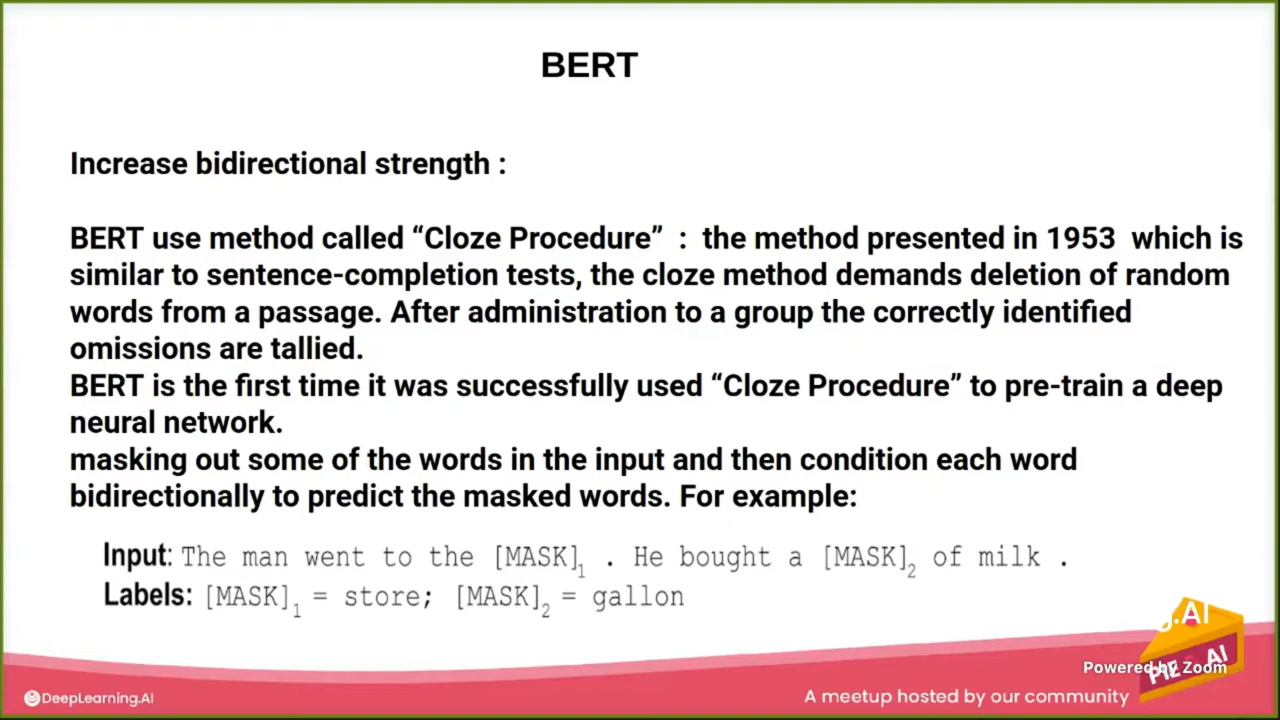 BERT
Increase bidirectional strength :
BERT use method called “Cloze Procedure” : the method presented in 1953 which is
similar to sentence-completion tests, the cloze method demands deletion of random
words from a passage. After administration to a group the correctly identified
omissions are tallied.
BERT is the first time it was successfully used “Cloze Procedure” to pre-train a deep
neural network.
masking out some of the words in the input and then condition each word
bidirectionally to predict the masked words. For example:
Input: The man went to the [MASK]1 . He bought a [MASK]2 of milk .
Labels: [MASK]1 = store; [MASK]2 = gallon
.AI
Powered by Zoom
PIE & AI
DeepLearning.AI
A meetup hosted by our community